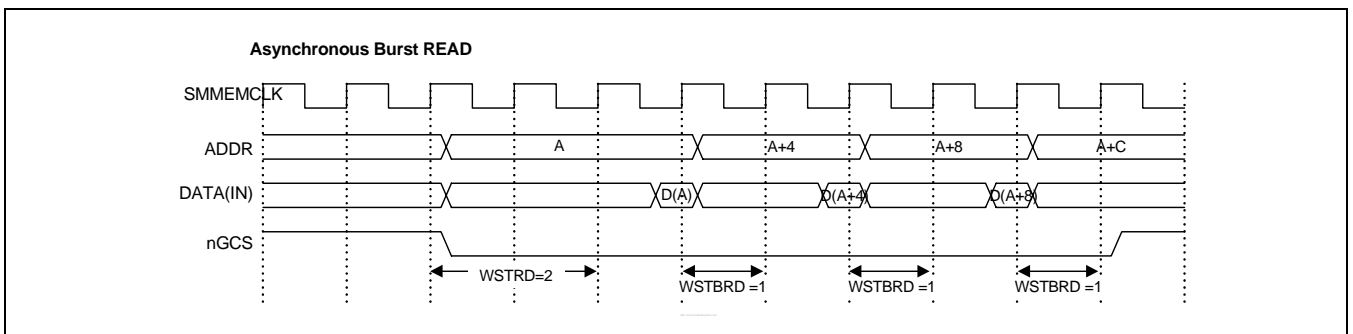 Asynchronous Burst READ
SMMEMCLK
ADDR
A
A+4
A+8
A+C
DATA(IN)
D(A)
D(A+4)
D(A+8)
nGCS
WSTRD=2
WSTBRD =1
WSTBRD =1
WSTBRD =1